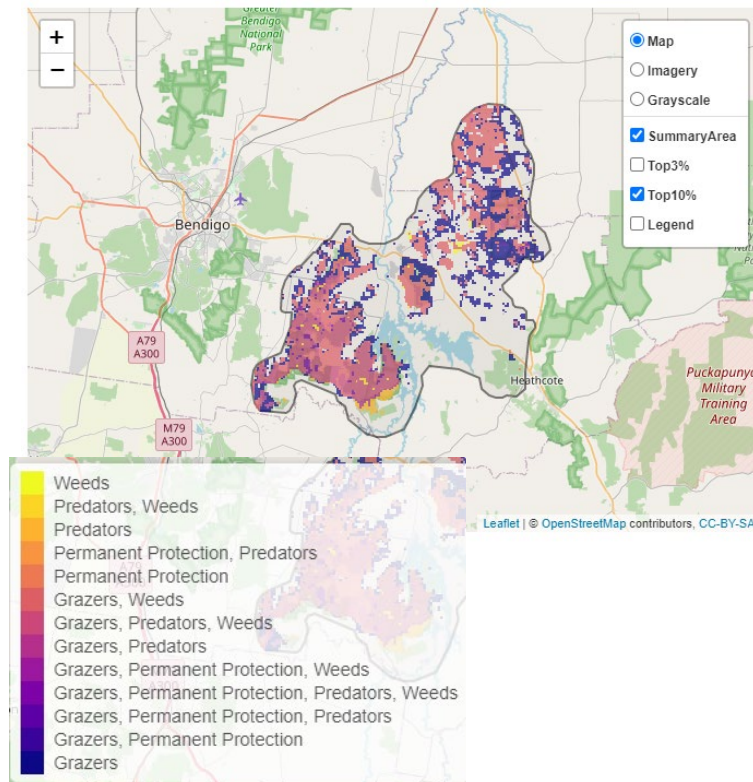 Greater
Bendigo
National
Park
+
−
Map
Imagery
Grayscale
SummaryArea
Top3%
Top10%
Legend
Bendigo
A79
A300
M79
A300
Heathcote
Puckapunya
Military
Training
Area
Leaflet | © OpenStreetMap contributors, CC-BY-SA
Weeds
Predators, Weeds
Predators
Permanent Protection, Predators
Permanent Protection
Grazers, Weeds
Grazers, Predators, Weeds
Grazers, Predators
Grazers, Permanent Protection, Weeds
Grazers, Permanent Protection, Predators, Weeds
Grazers, Permanent Protection, Predators
Grazers, Permanent Protection
Grazers